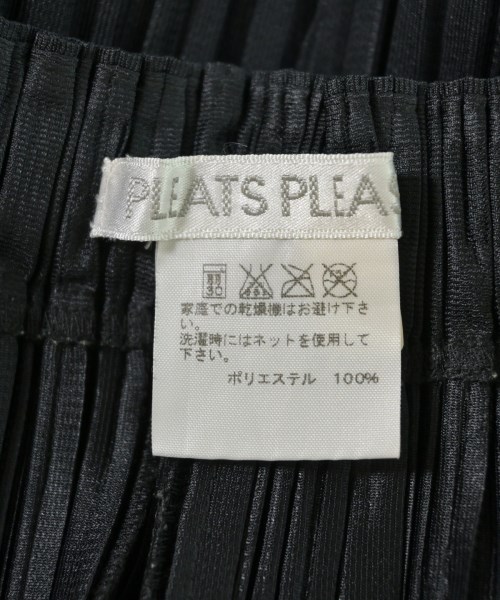 PLEATS PLEAS
30
家庭での乾燥機はお避け下さ
い。
洗濯時にはネットを使用して
下さい。
ポリエステル 100%